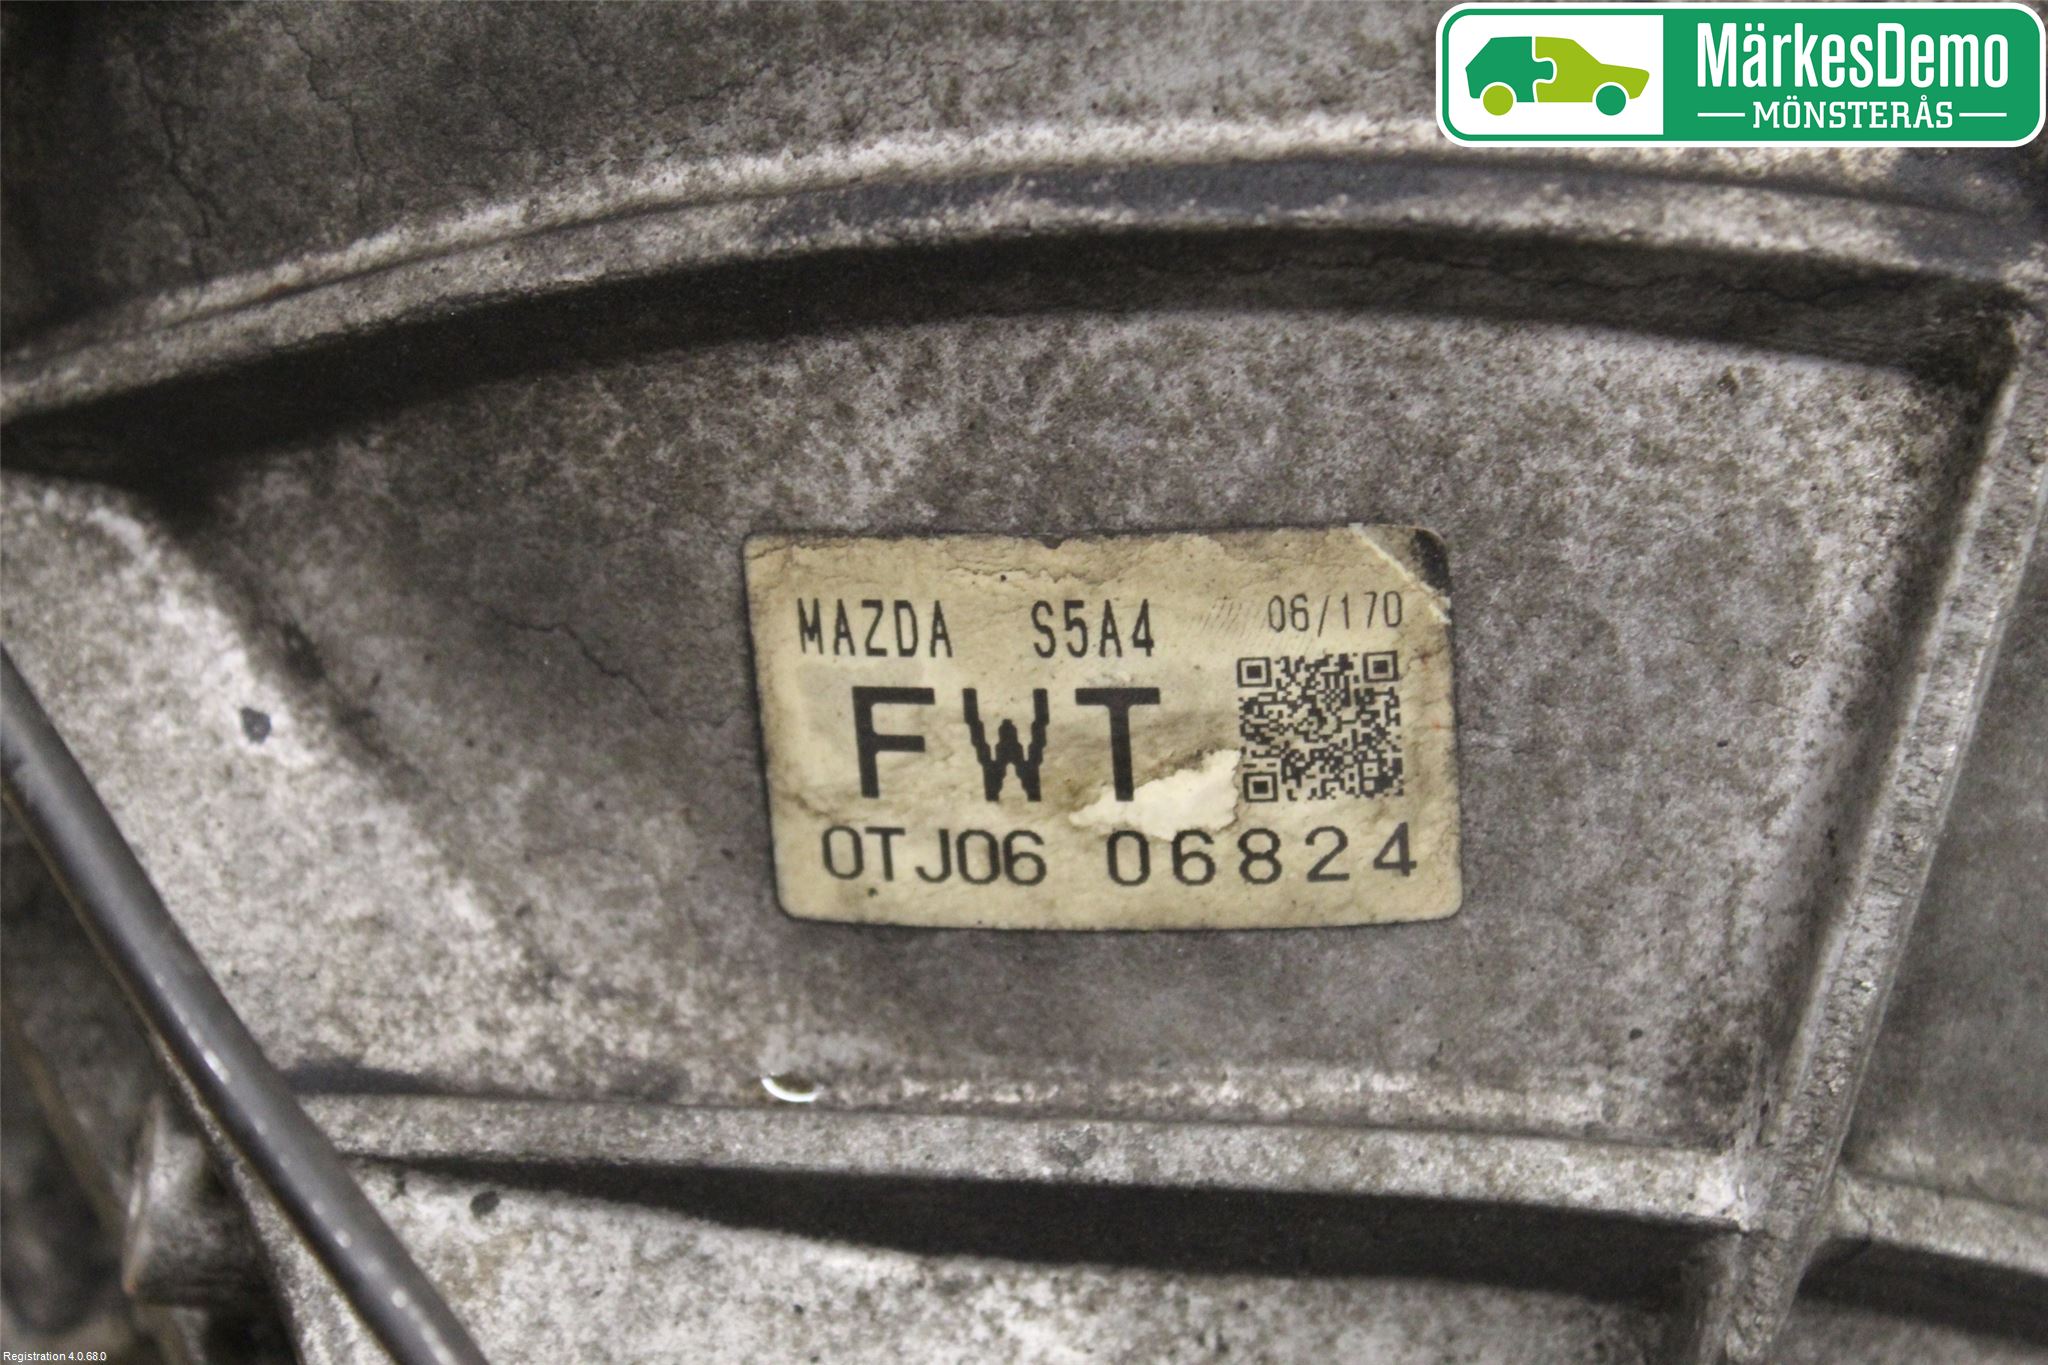 MärkesDemo
MÖNSTERÅS
MAZDA S5A4 06/170
FWT
0TJ06 06824
Registration 4.0.68.0